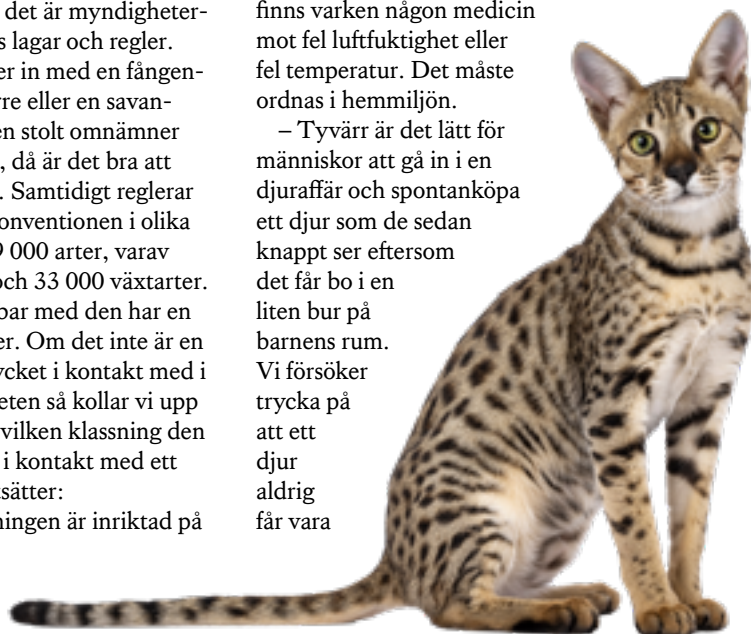 det är myndigheter-
s lagar och regler.
er in med en fången-
re eller en savan-
en stolt omnämner
, då är det bra att
. Samtidigt reglerar
onventionen i olika
9 000 arter, varav
och 33 000 växtarter.
bar med den har en
er. Om det inte är en
ycket i kontakt med i
eten så kollar vi upp
vilken klassning den
i kontakt med ett
sätter:
ningen är inriktad på
finns varken någon medicin
mot fel luftfuktighet eller
fel temperatur. Det måste
ordnas i hemmiljön.
– Tyvärr är det lätt för
människor att gå in i en
djuraffär och spontanköpa
ett djur som de sedan
knappt ser eftersom
det får bo i en
liten bur på
barnens rum.
Vi försöker
trycka på
att ett
djur
aldrig
får vara